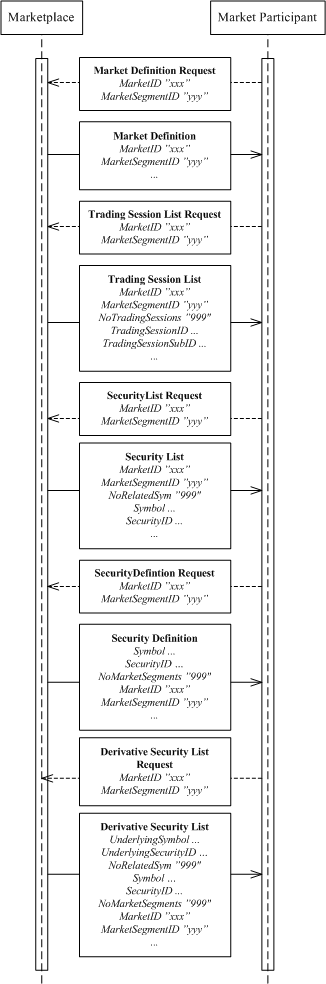 Marketplace
Market Participant
Market Definition Request
MarketID "xxx"
MarketSegmentID "yyy"
Market Definition
MarketID "xxx"
MarketSegmentID "yyy"
...
Trading Session List Request
MarketID "xxx"
MarketSegmentID "yyy"
Trading Session List
MarketID "xxx"
MarketSegmentID "yyy"
NoTradingSessions "999"
TradingSessionID ...
TradingSessionSubID ...
...
SecurityList Request
MarketID "xxx"
MarketSegmentID "yyy"
Security List
MarketID "xxx"
MarketSegmentID "yyy"
NoRelatedSym "999"
Symbol ...
SecurityID ...
...
SecurityDefintion Request
MarketID "xxx"
MarketSegmentID "yyy"
Security Definition
Symbol ...
SecurityID ...
NoMarketSegments "999"
MarketID "xxx"
MarketSegmentID "yyy"
...
Derivative Security List
Request
MarketID "xxx"
MarketSegmentID "yyy"
Derivative Security List
UnderlyingSymbol ...
UnderlyingSecurityID ...
NoRelatedSym "999"
Symbol ...
SecurityID ...
NoMarketSegments "999"
MarketID "xxx"
MarketSegmentID "yyy"
...